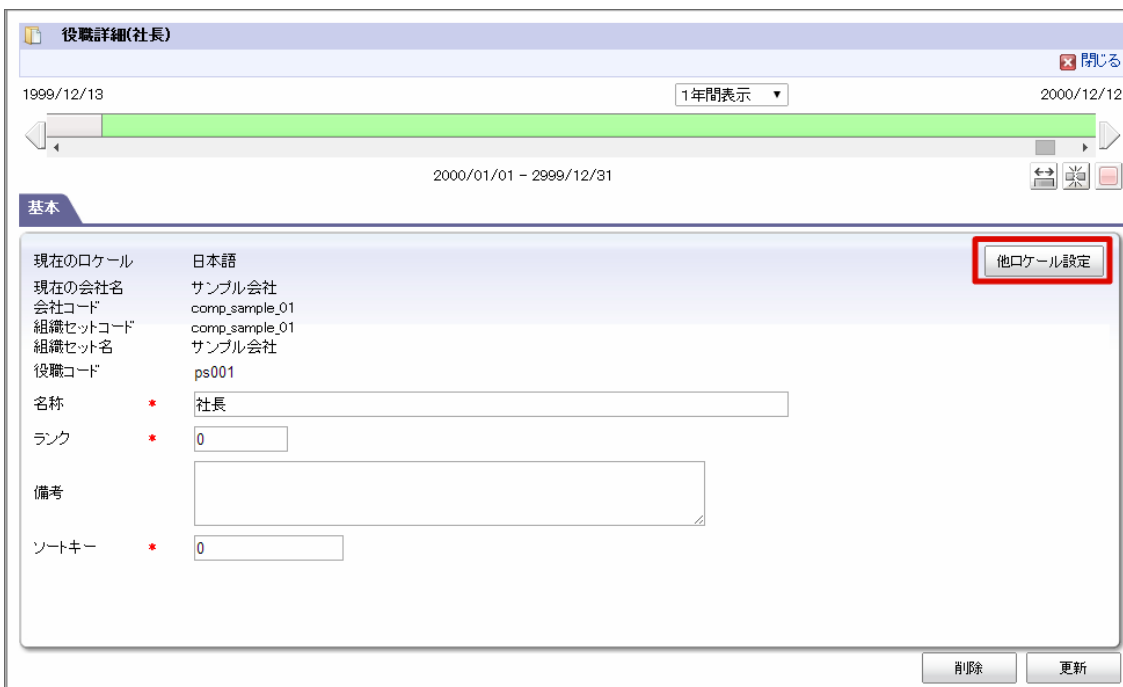 役職詳細(社長)
閉じる
1999/12/13 1年間表示 2000/12/12
2000/01/01 - 2999/12/31
基本
現在のロケール 日本語 他ロケール設定
現在の会社名 サンプル会社
会社コード comp_sample_01
組織セットコード comp_sample_01
組織セット名 サンプル会社
役職コード ps001
名称 * 社長
ランク * 0
備考
ソートキー * 0
削除 更新